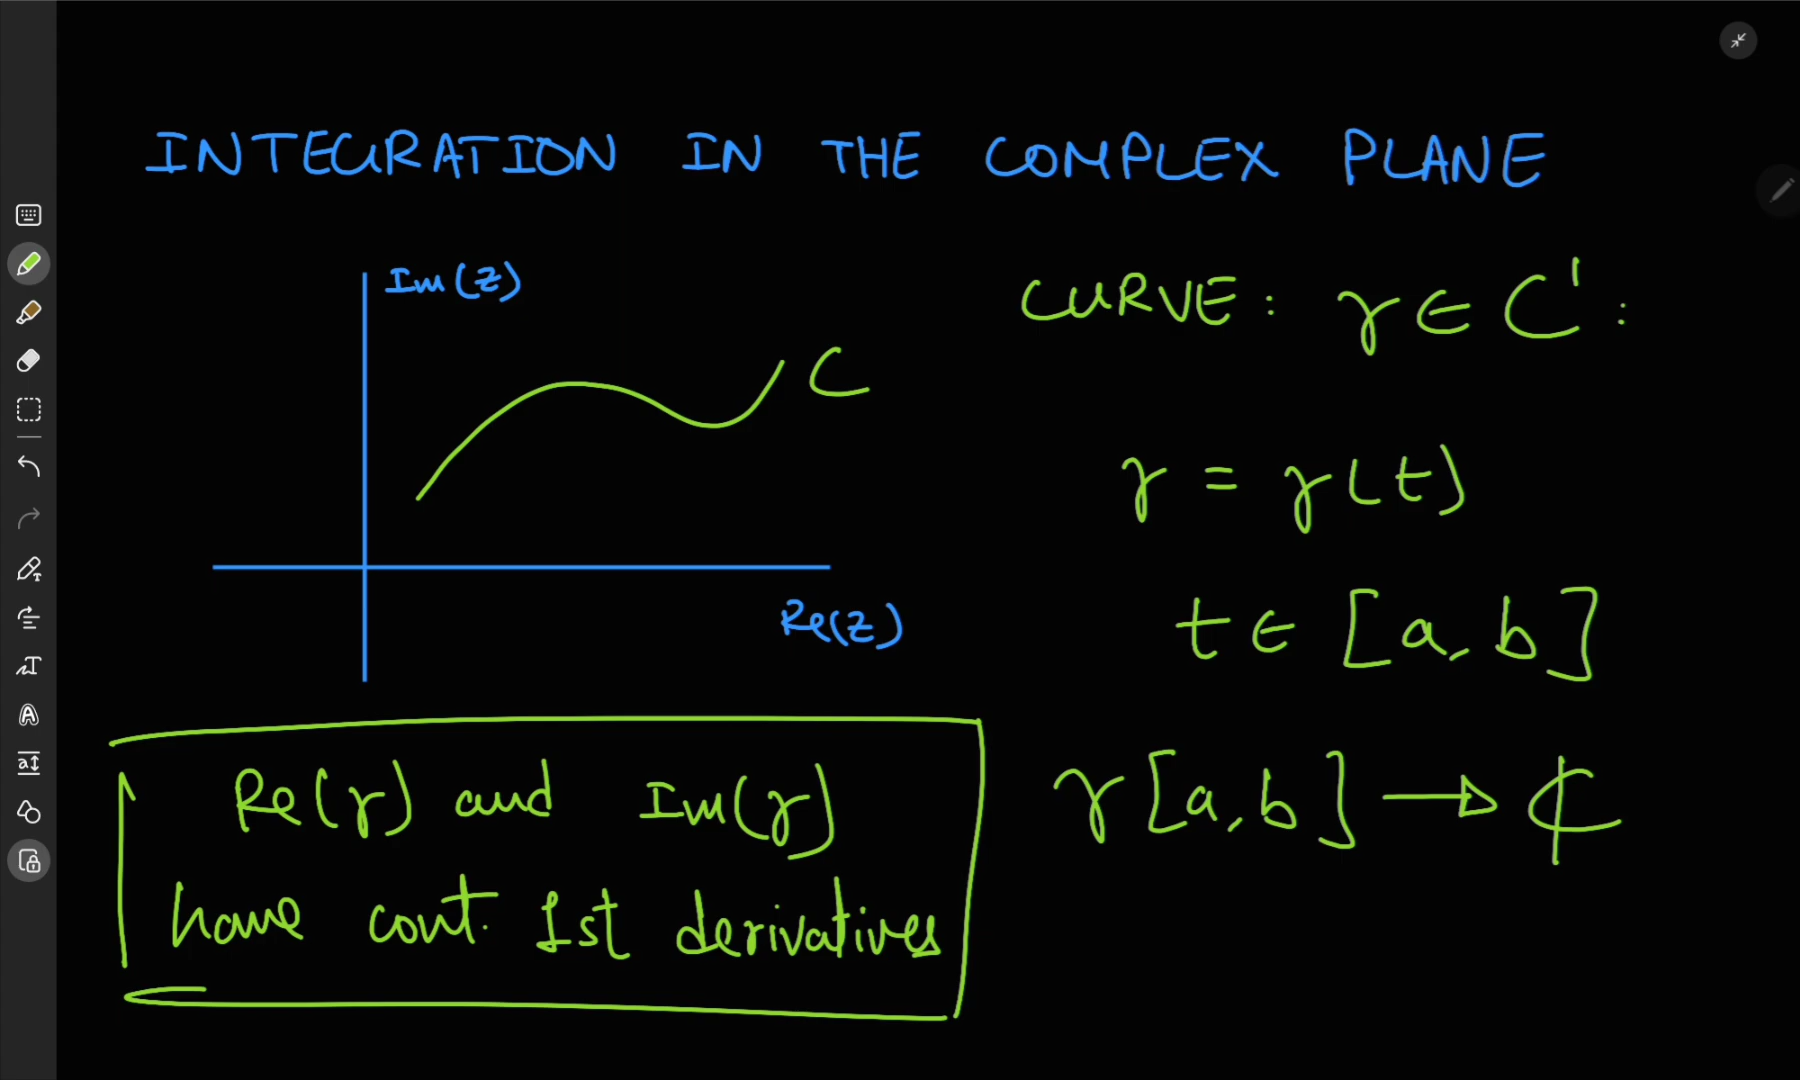 INTEGRATION IN THE COMPLEX PLANE
Im(z)
C
Re(z)
CURVE: γ ∈ C¹ :
γ = γ(t)
t ∈ [a, b]
γ[a, b] → ℂ
Re(γ) and Im(γ)
have cont. 1st derivatives